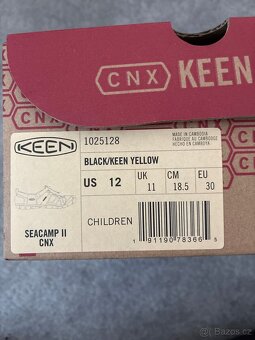 CNX KEEN
KEEN
1025128
MADE IN CAMBODIA
FABRIQUÉ AU CAMBODGE
HECHO EN CAMBOYA
BLACK/KEEN YELLOW
US 12
UK 11
CM 18.5
EU 30
CHILDREN
SEACAMP II
CNX
1 91190 78366 5
Bazos.cz